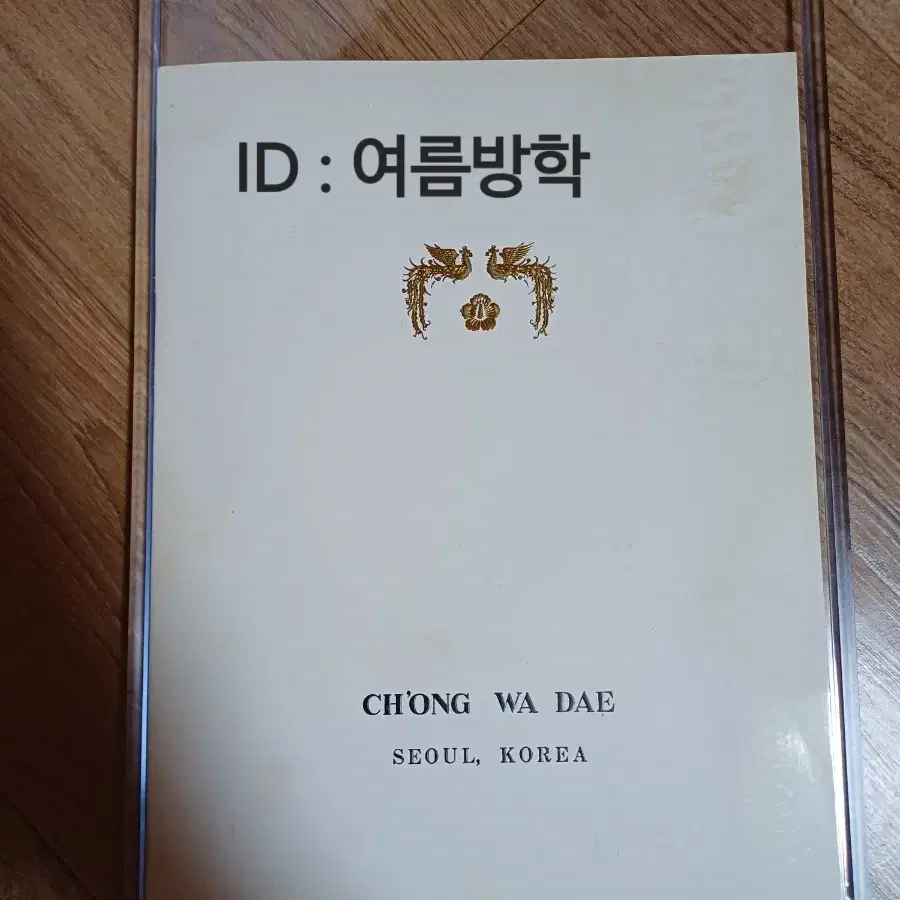 ID : 여름방학
CH'ONG WA DAE
SEOUL, KOREA